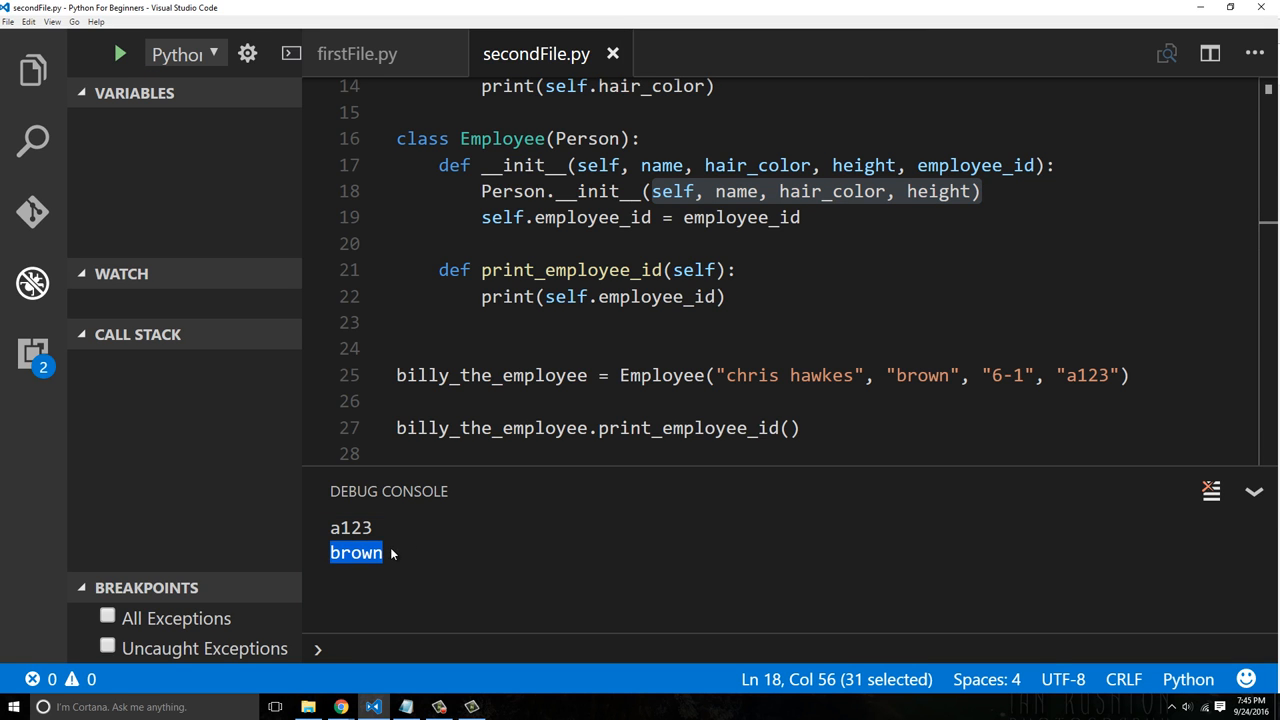 secondFile.py - Python For Beginners - Visual Studio Code
File Edit View Go Help
Pythor
firstFile.py
secondFile.py
VARIABLES
WATCH
CALL STACK
2
BREAKPOINTS
All Exceptions
Uncaught Exceptions
14 print(self.hair_color)
15
16 class Employee(Person):
17 def __init__(self, name, hair_color, height, employee_id):
18 Person.__init__(self, name, hair_color, height)
19 self.employee_id = employee_id
20
21 def print_employee_id(self):
22 print(self.employee_id)
23
24
25 billy_the_employee = Employee("chris hawkes", "brown", "6-1", "a123")
26
27 billy_the_employee.print_employee_id()
28
DEBUG CONSOLE
a123
brown
0 0
Ln 18, Col 56 (31 selected) Spaces: 4 UTF-8 CRLF Python
I'm Cortana. Ask me anything.
7:45 PM
9/24/2016